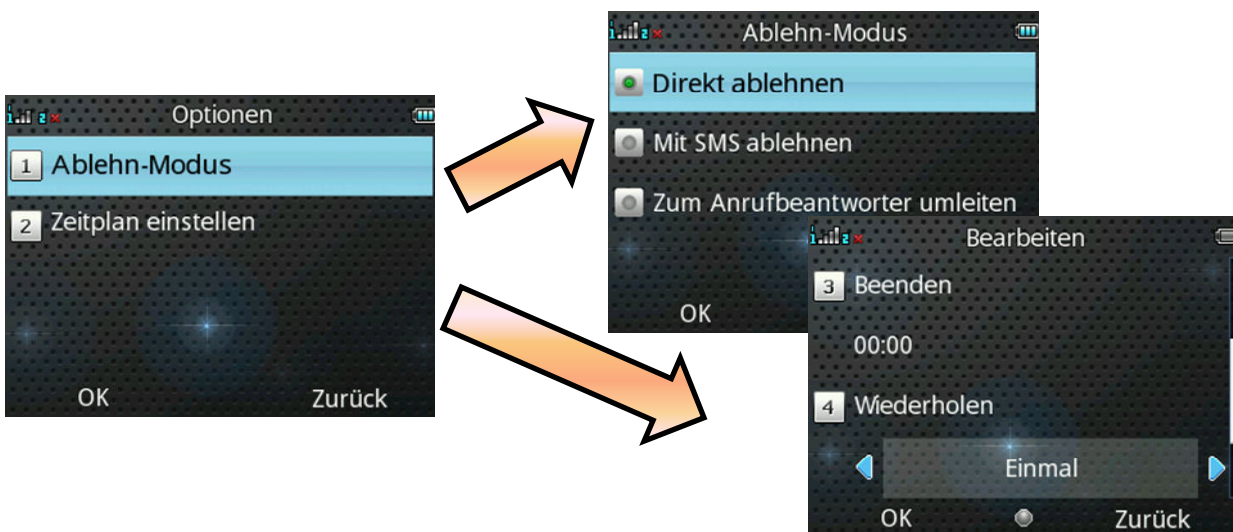 Optionen
1 Ablehn-Modus
2 Zeitplan einstellen
OK Zurück
Ablehn-Modus
Direkt ablehnen
Mit SMS ablehnen
Zum Anrufbeantworter umleiten
OK
Bearbeiten
3 Beenden
00:00
4 Wiederholen
Einmal
OK Zurück